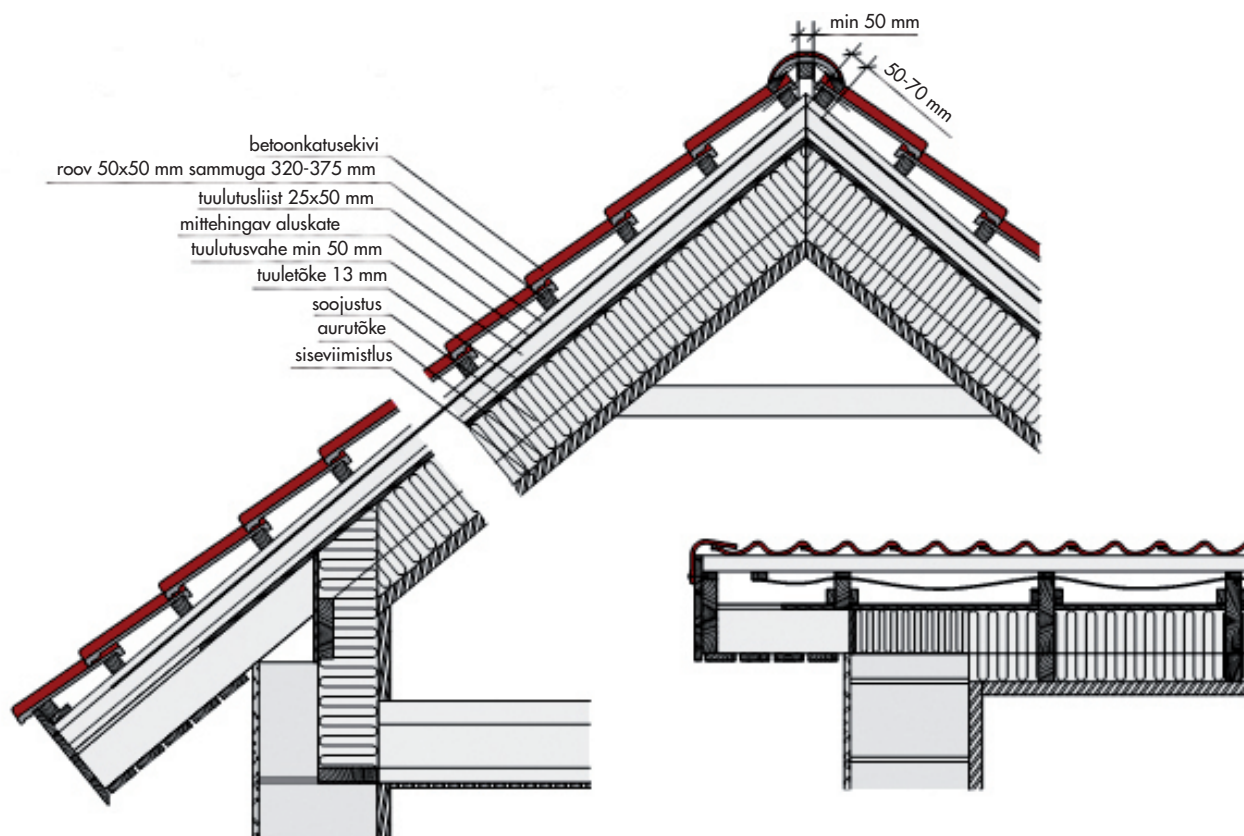 min 50 mm
50-70 mm
betoonkatusekivi
roov 50x50 mm sammuga 320-375 mm
tuulutusliist 25x50 mm
mittehingav aluskate
tuulutusvahe min 50 mm
tuuletõke 13 mm
soojustus
aurutõke
siseviimistlus